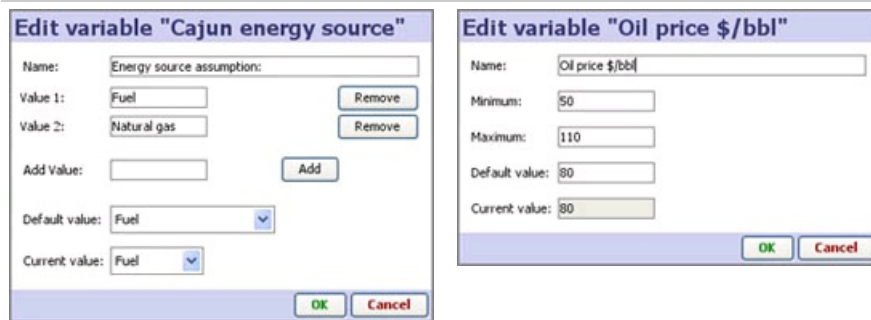 Edit variable "Cajun energy source"
Name: Energy source assumption:
Value 1: Fuel Remove
Value 2: Natural gas Remove
Add Value: Add
Default value: Fuel
Current value: Fuel
OK Cancel
Edit variable "Oil price $/bbl"
Name: Oil price $/bbl
Minimum: 50
Maximum: 110
Default value: 80
Current value: 80
OK Cancel